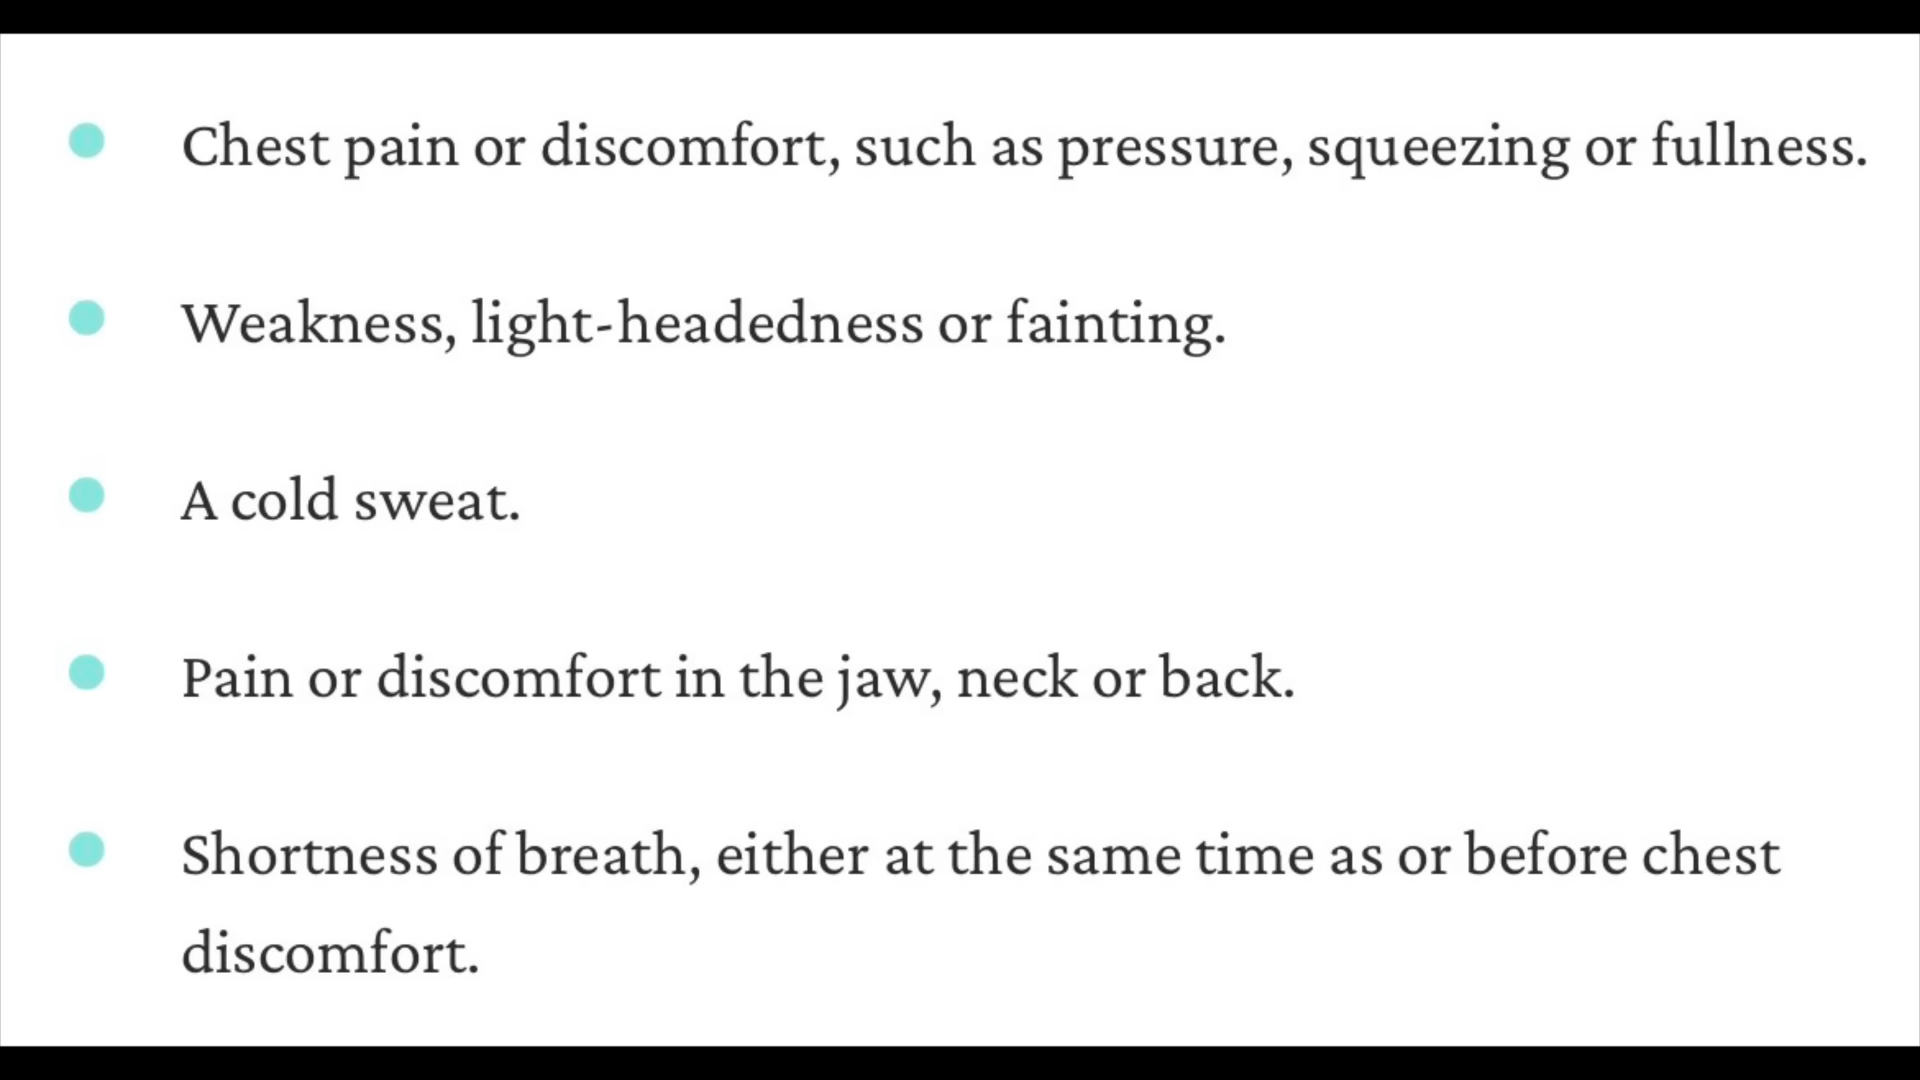 Chest pain or discomfort, such as pressure, squeezing or fullness.
Weakness, light-headedness or fainting.
A cold sweat.
Pain or discomfort in the jaw, neck or back.
Shortness of breath, either at the same time as or before chest
discomfort.